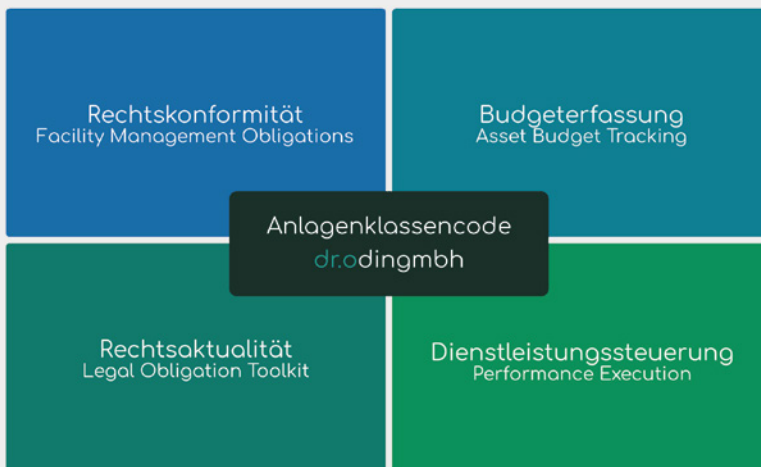 Rechtskonformität
Facility Management Obligations
Budgeterfassung
Asset Budget Tracking
Anlagenklassencode
dr.odingmbh
Rechtsaktualität
Legal Obligation Toolkit
Dienstleistungssteuerung
Performance Execution